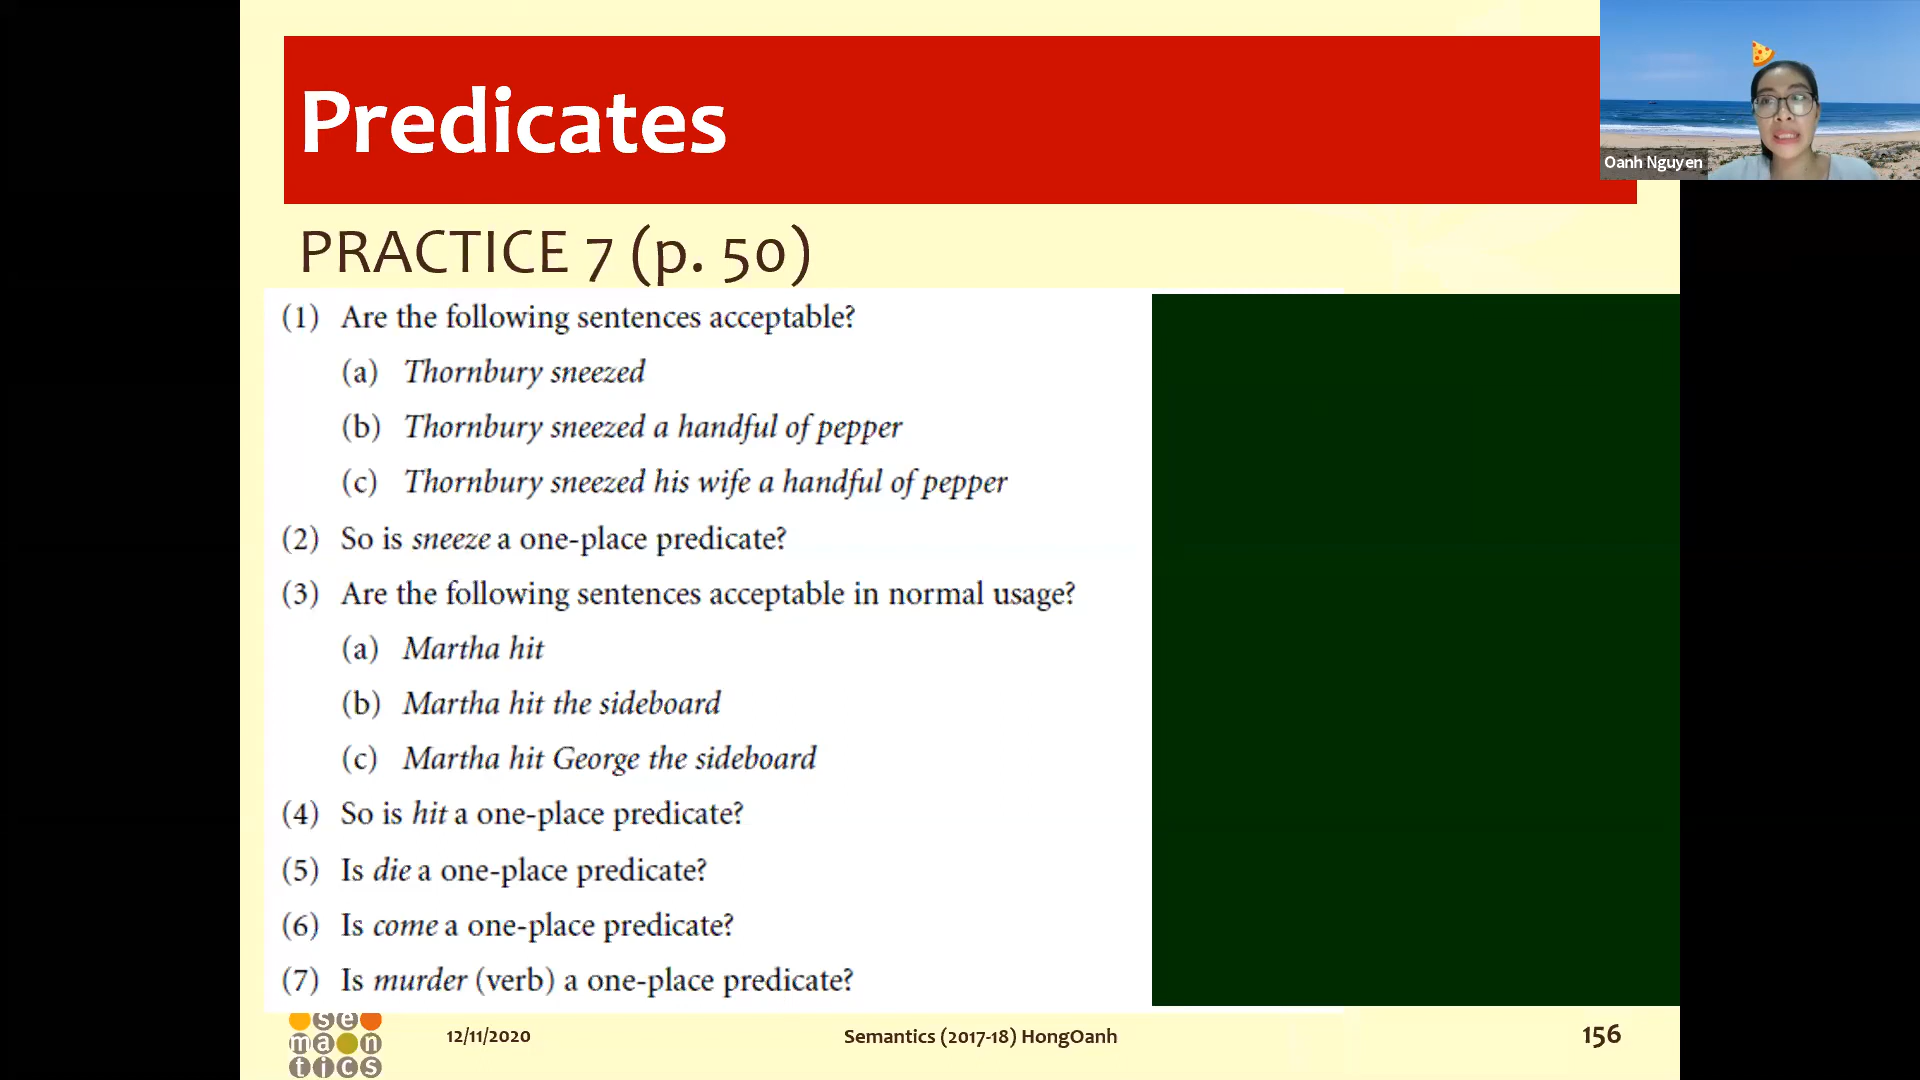 Predicates
Oanh Nguyen
PRACTICE 7 (p. 50)
(1) Are the following sentences acceptable?
(a) Thornbury sneezed
(b) Thornbury sneezed a handful of pepper
(c) Thornbury sneezed his wife a handful of pepper
(2) So is sneeze a one-place predicate?
(3) Are the following sentences acceptable in normal usage?
(a) Martha hit
(b) Martha hit the sideboard
(c) Martha hit George the sideboard
(4) So is hit a one-place predicate?
(5) Is die a one-place predicate?
(6) Is come a one-place predicate?
(7) Is murder (verb) a one-place predicate?
se
man
tics
12/11/2020
Semantics (2017-18) HongOanh
156